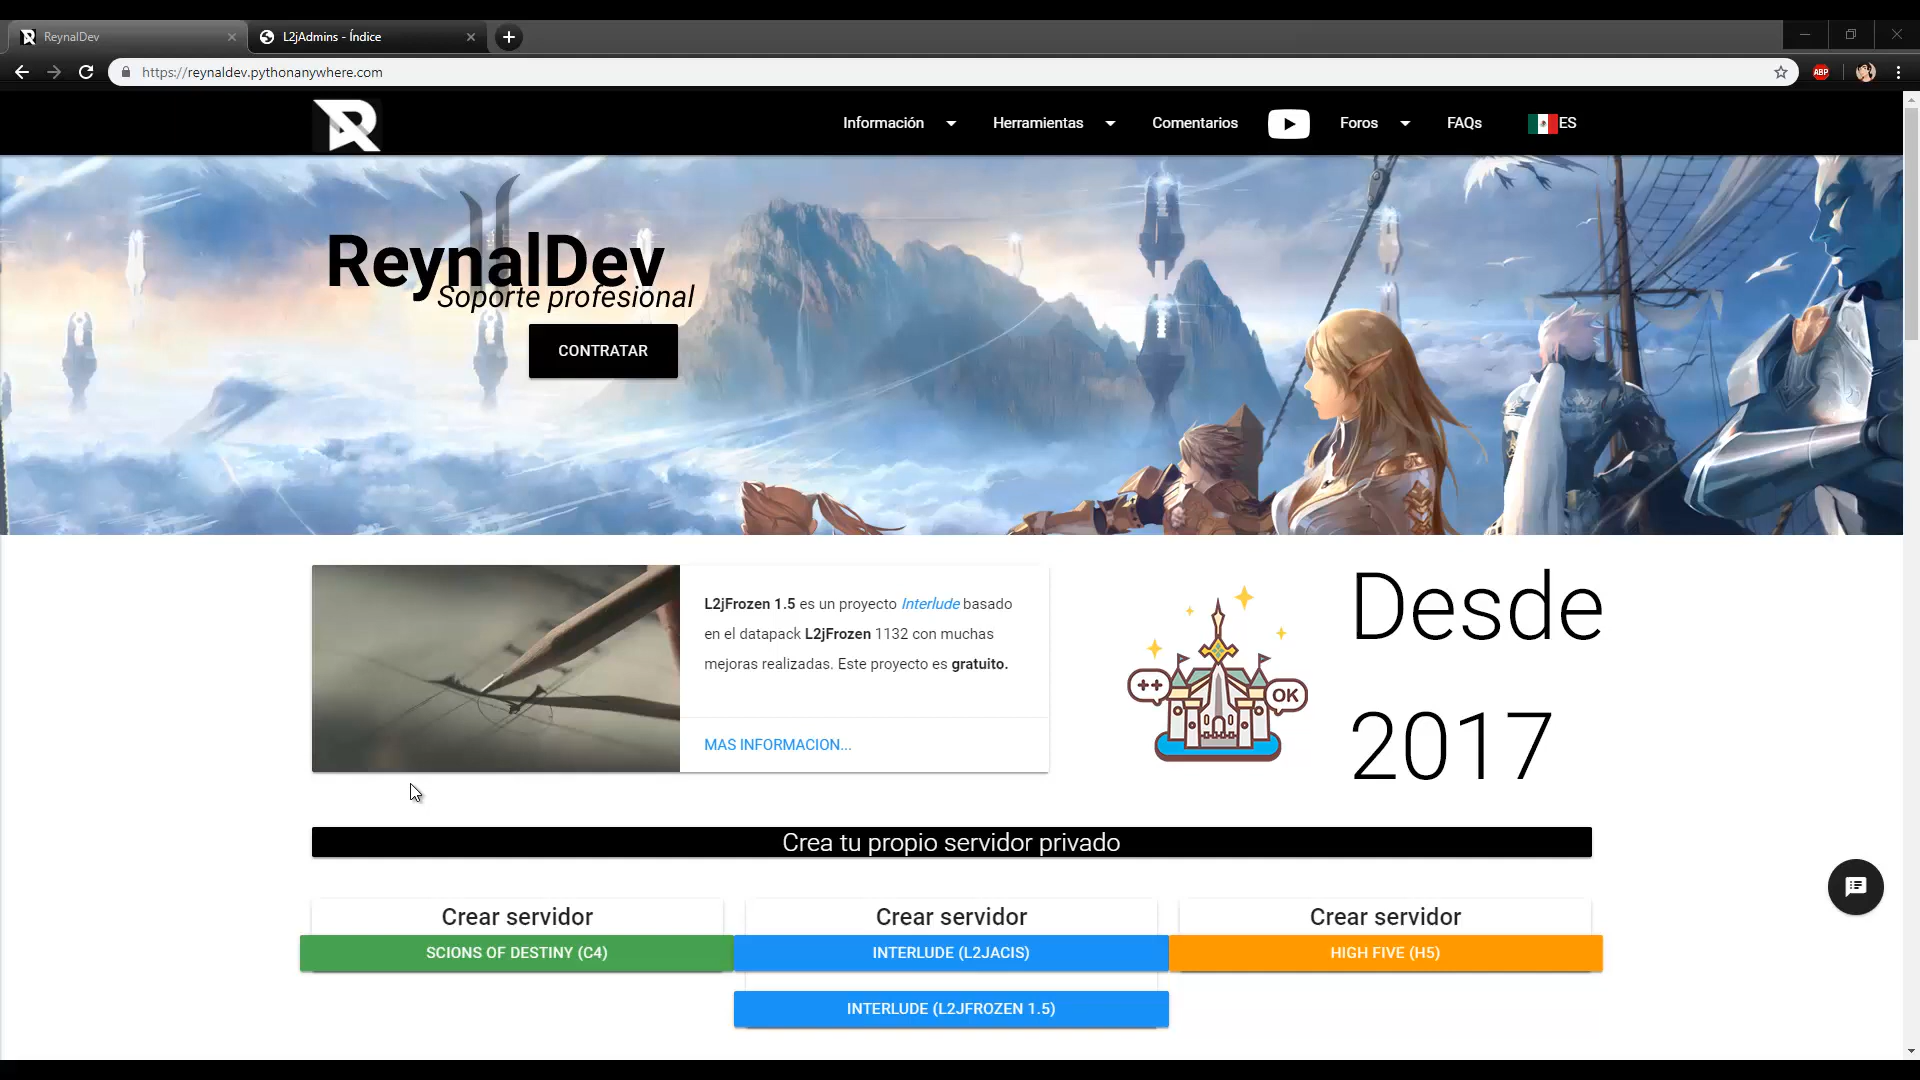 ReynalDev
L2jAdmins - Índice
https://reynaldev.pythonanywhere.com
ABP
Información
Herramientas
Comentarios
Foros
FAQs
ES
ReynalDev
Soporte profesional
CONTRATAR
L2jFrozen 1.5 es un proyecto Interlude basado
en el datapack L2jFrozen 1132 con muchas
mejoras realizadas. Este proyecto es gratuito.
MAS INFORMACION...
++
OK
Desde
2017
Crea tu propio servidor privado
Crear servidor
SCIONS OF DESTINY (C4)
Crear servidor
INTERLUDE (L2JACIS)
INTERLUDE (L2JFROZEN 1.5)
Crear servidor
HIGH FIVE (H5)